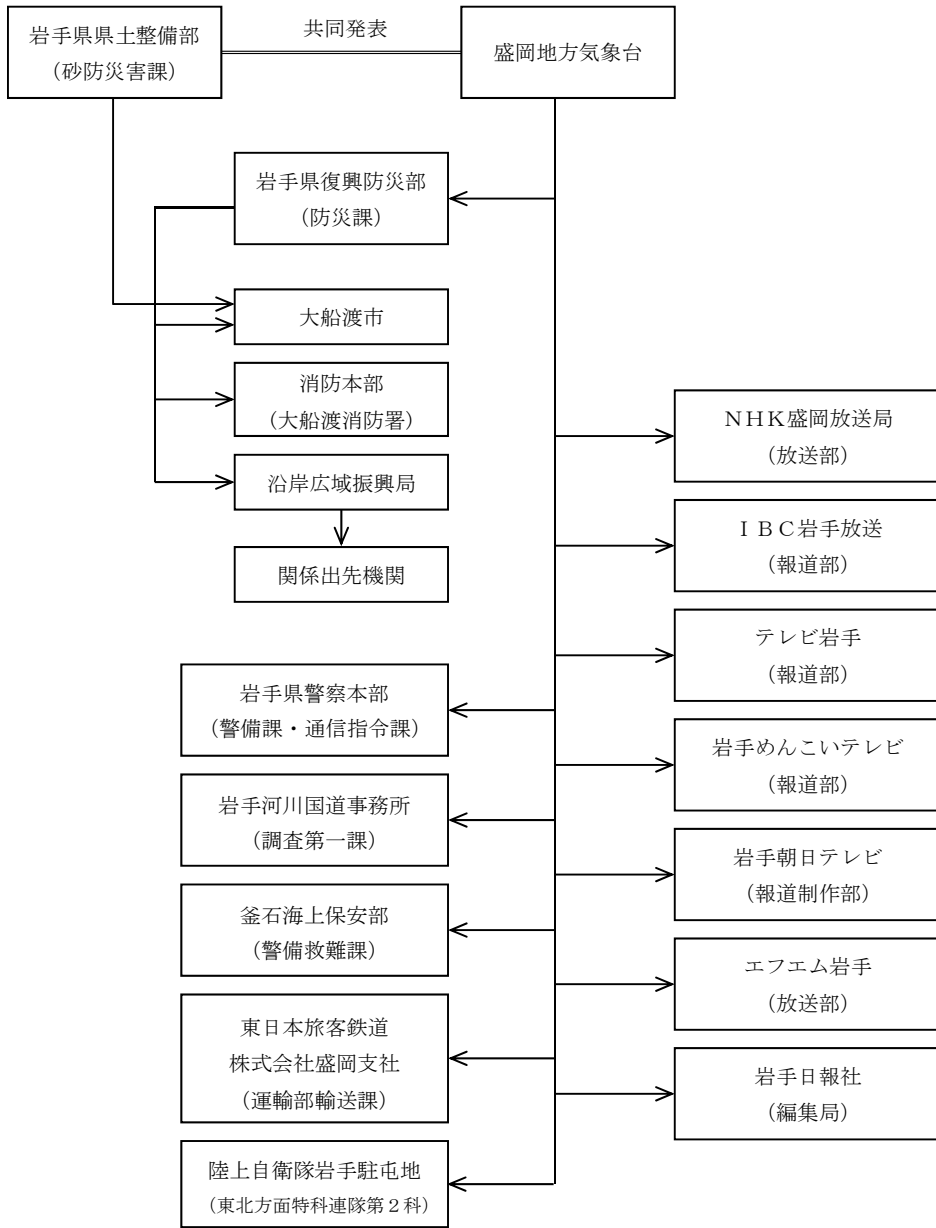 岩手県県土整備部
（砂防災害課）
共同発表
盛岡地方気象台
岩手県復興防災部
（防災課）
大船渡市
消防本部
（大船渡消防署）
沿岸広域振興局
関係出先機関
岩手県警察本部
（警備課・通信指令課）
岩手河川国道事務所
（調査第一課）
釜石海上保安部
（警備救難課）
東日本旅客鉄道
株式会社盛岡支社
（運輸部輸送課）
陸上自衛隊岩手駐屯地
（東北方面特科連隊第２科）
ＮＨＫ盛岡放送局
（放送部）
ＩＢＣ岩手放送
（報道部）
テレビ岩手
（報道部）
岩手めんこいテレビ
（報道部）
岩手朝日テレビ
（報道制作部）
エフエム岩手
（放送部）
岩手日報社
（編集局）